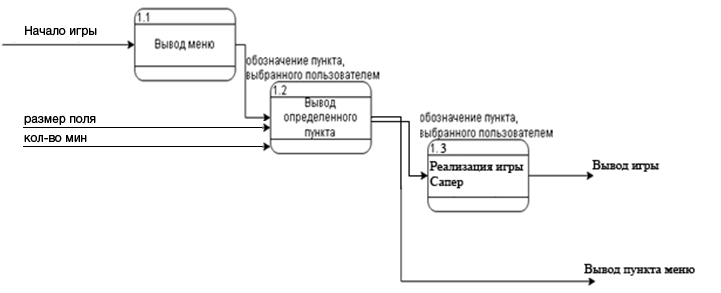 1.1
Начало игры
Вывод меню
обозначение пункта,
выбранного пользователем
1.2
Вывод
определенного
пункта
размер поля
кол-во мин
обозначение пункта,
выбранного пользователем
1.3
Реализация игры
Сапер
Вывод игры
Вывод пункта меню